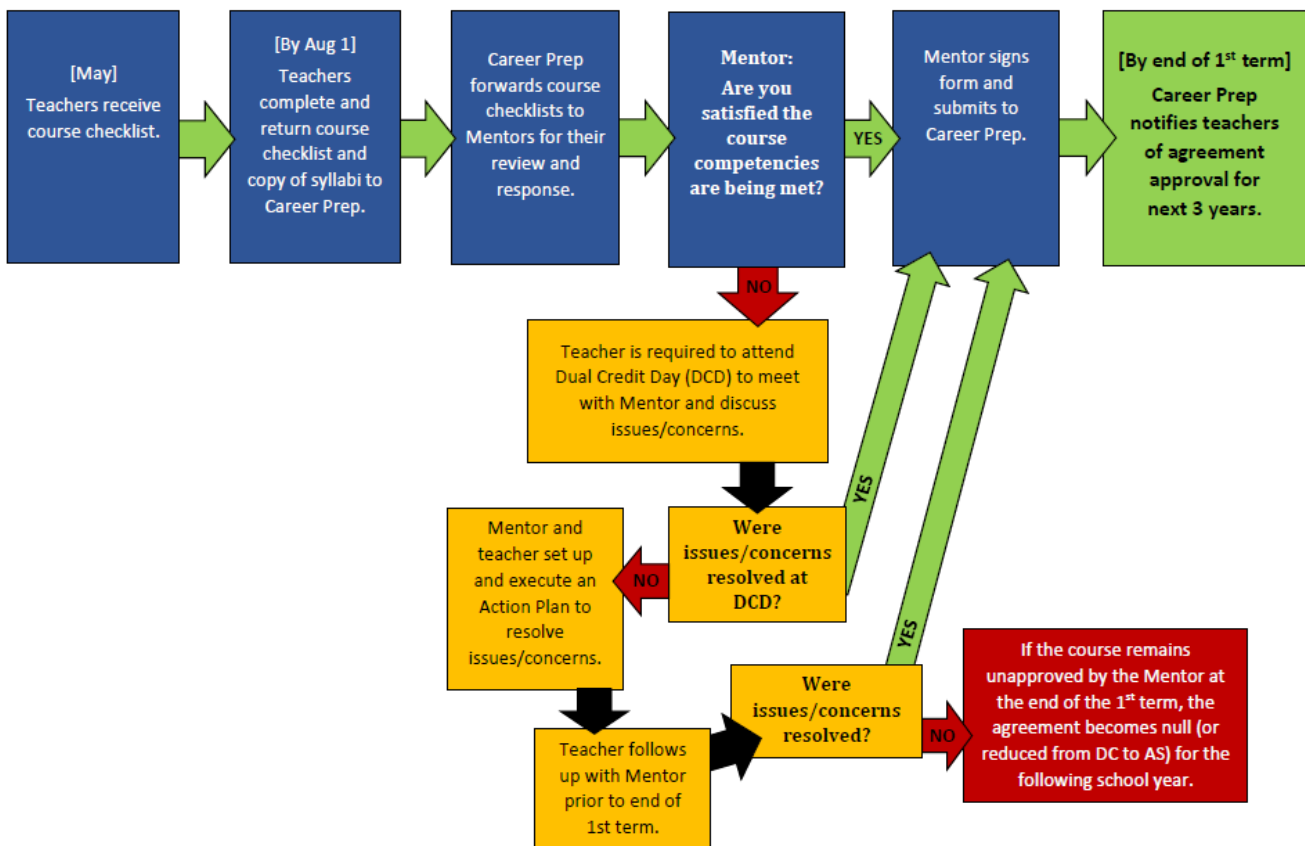 [May]
Teachers receive
course checklist.
[By Aug 1]
Teachers
complete and
return course
checklist and
copy of syllabi to
Career Prep.
Career Prep
forwards course
checklists to
Mentors for their
review and
response.
Mentor:
Are you
satisfied the
course
competencies
are being met?
YES
Mentor signs
form and
submits to
Career Prep.
[By end of 1st term]
Career Prep
notifies teachers
of agreement
approval for
next 3 years.
NO
Teacher is required to attend
Dual Credit Day (DCD) to meet
with Mentor and discuss
issues/concerns.
Were
issues/concerns
resolved at
DCD?
YES
NO
Mentor and
teacher set up
and execute an
Action Plan to
resolve
issues/concerns.
Teacher follows
up with Mentor
prior to end of
1st term.
Were
issues/concerns
resolved?
YES
NO
If the course remains
unapproved by the Mentor at
the end of the 1st term, the
agreement becomes null (or
reduced from DC to AS) for the
following school year.